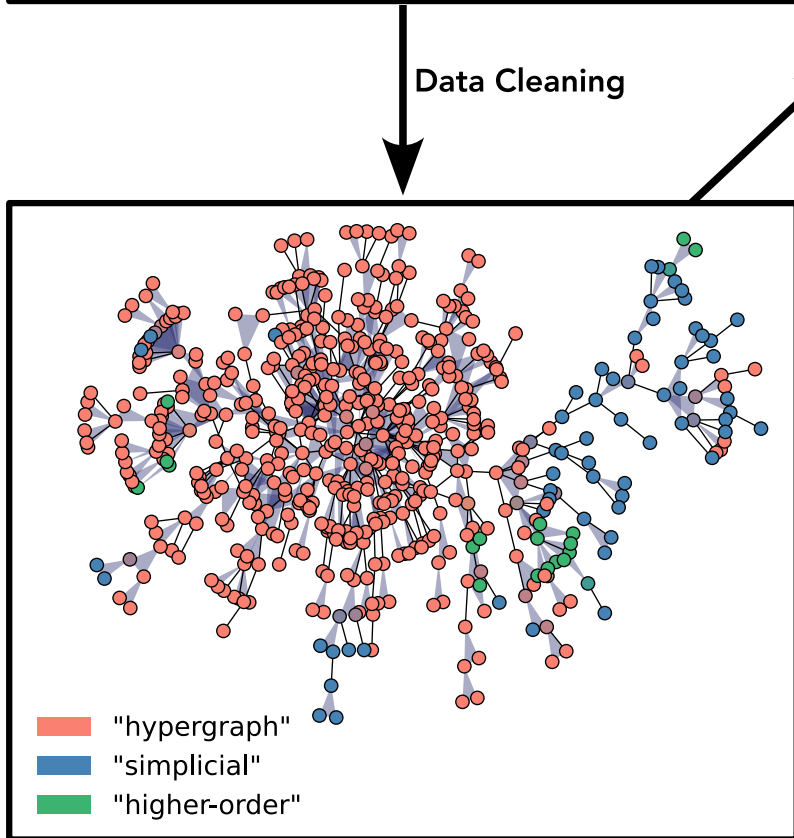 Data Cleaning
"hypergraph"
"simplicial"
"higher-order"